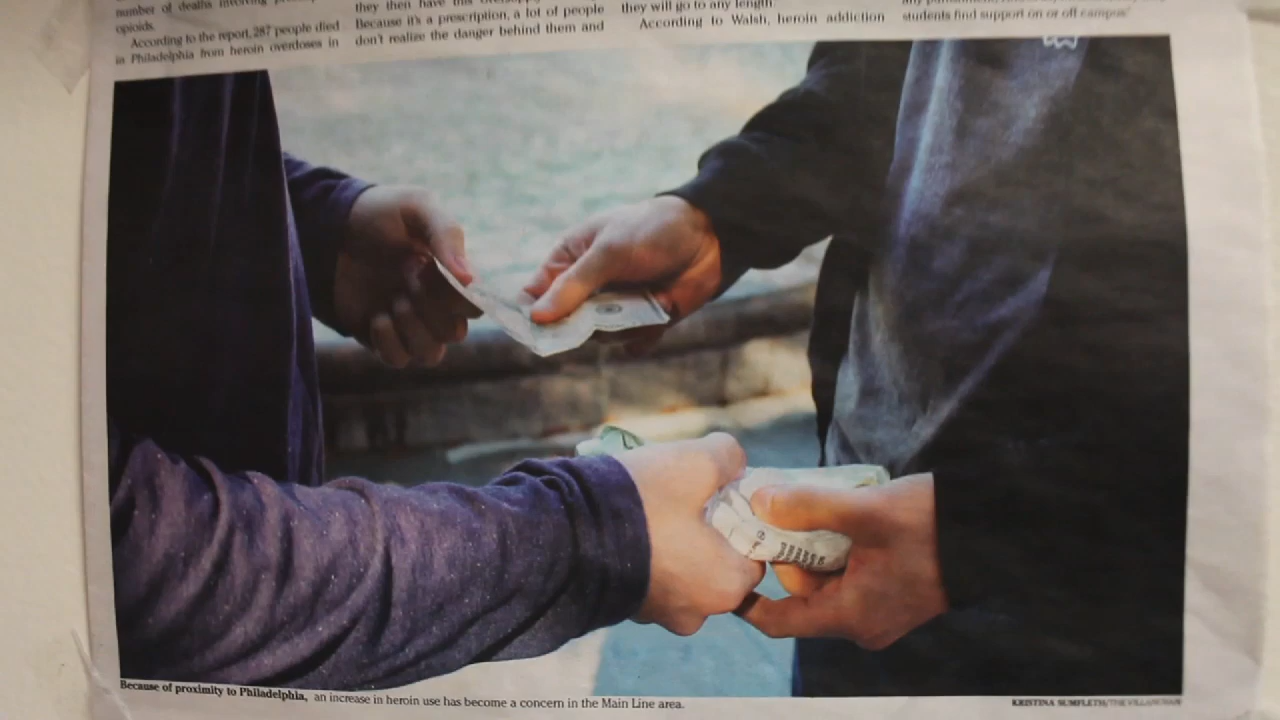 number of deaths involving
opioids.
According to the report, 287 people died
in Philadelphia from heroin overdoses in
they then have this
Because it's a prescription, a lot of people
don't realize the danger behind them and
they will go to any length
According to Walsh, heroin addiction
students find support on or off campus"
Because of proximity to Philadelphia, an increase in heroin use has become a concern in the Main Line area.
KRISTINA SUMFLETH/THE VILLANOVAN